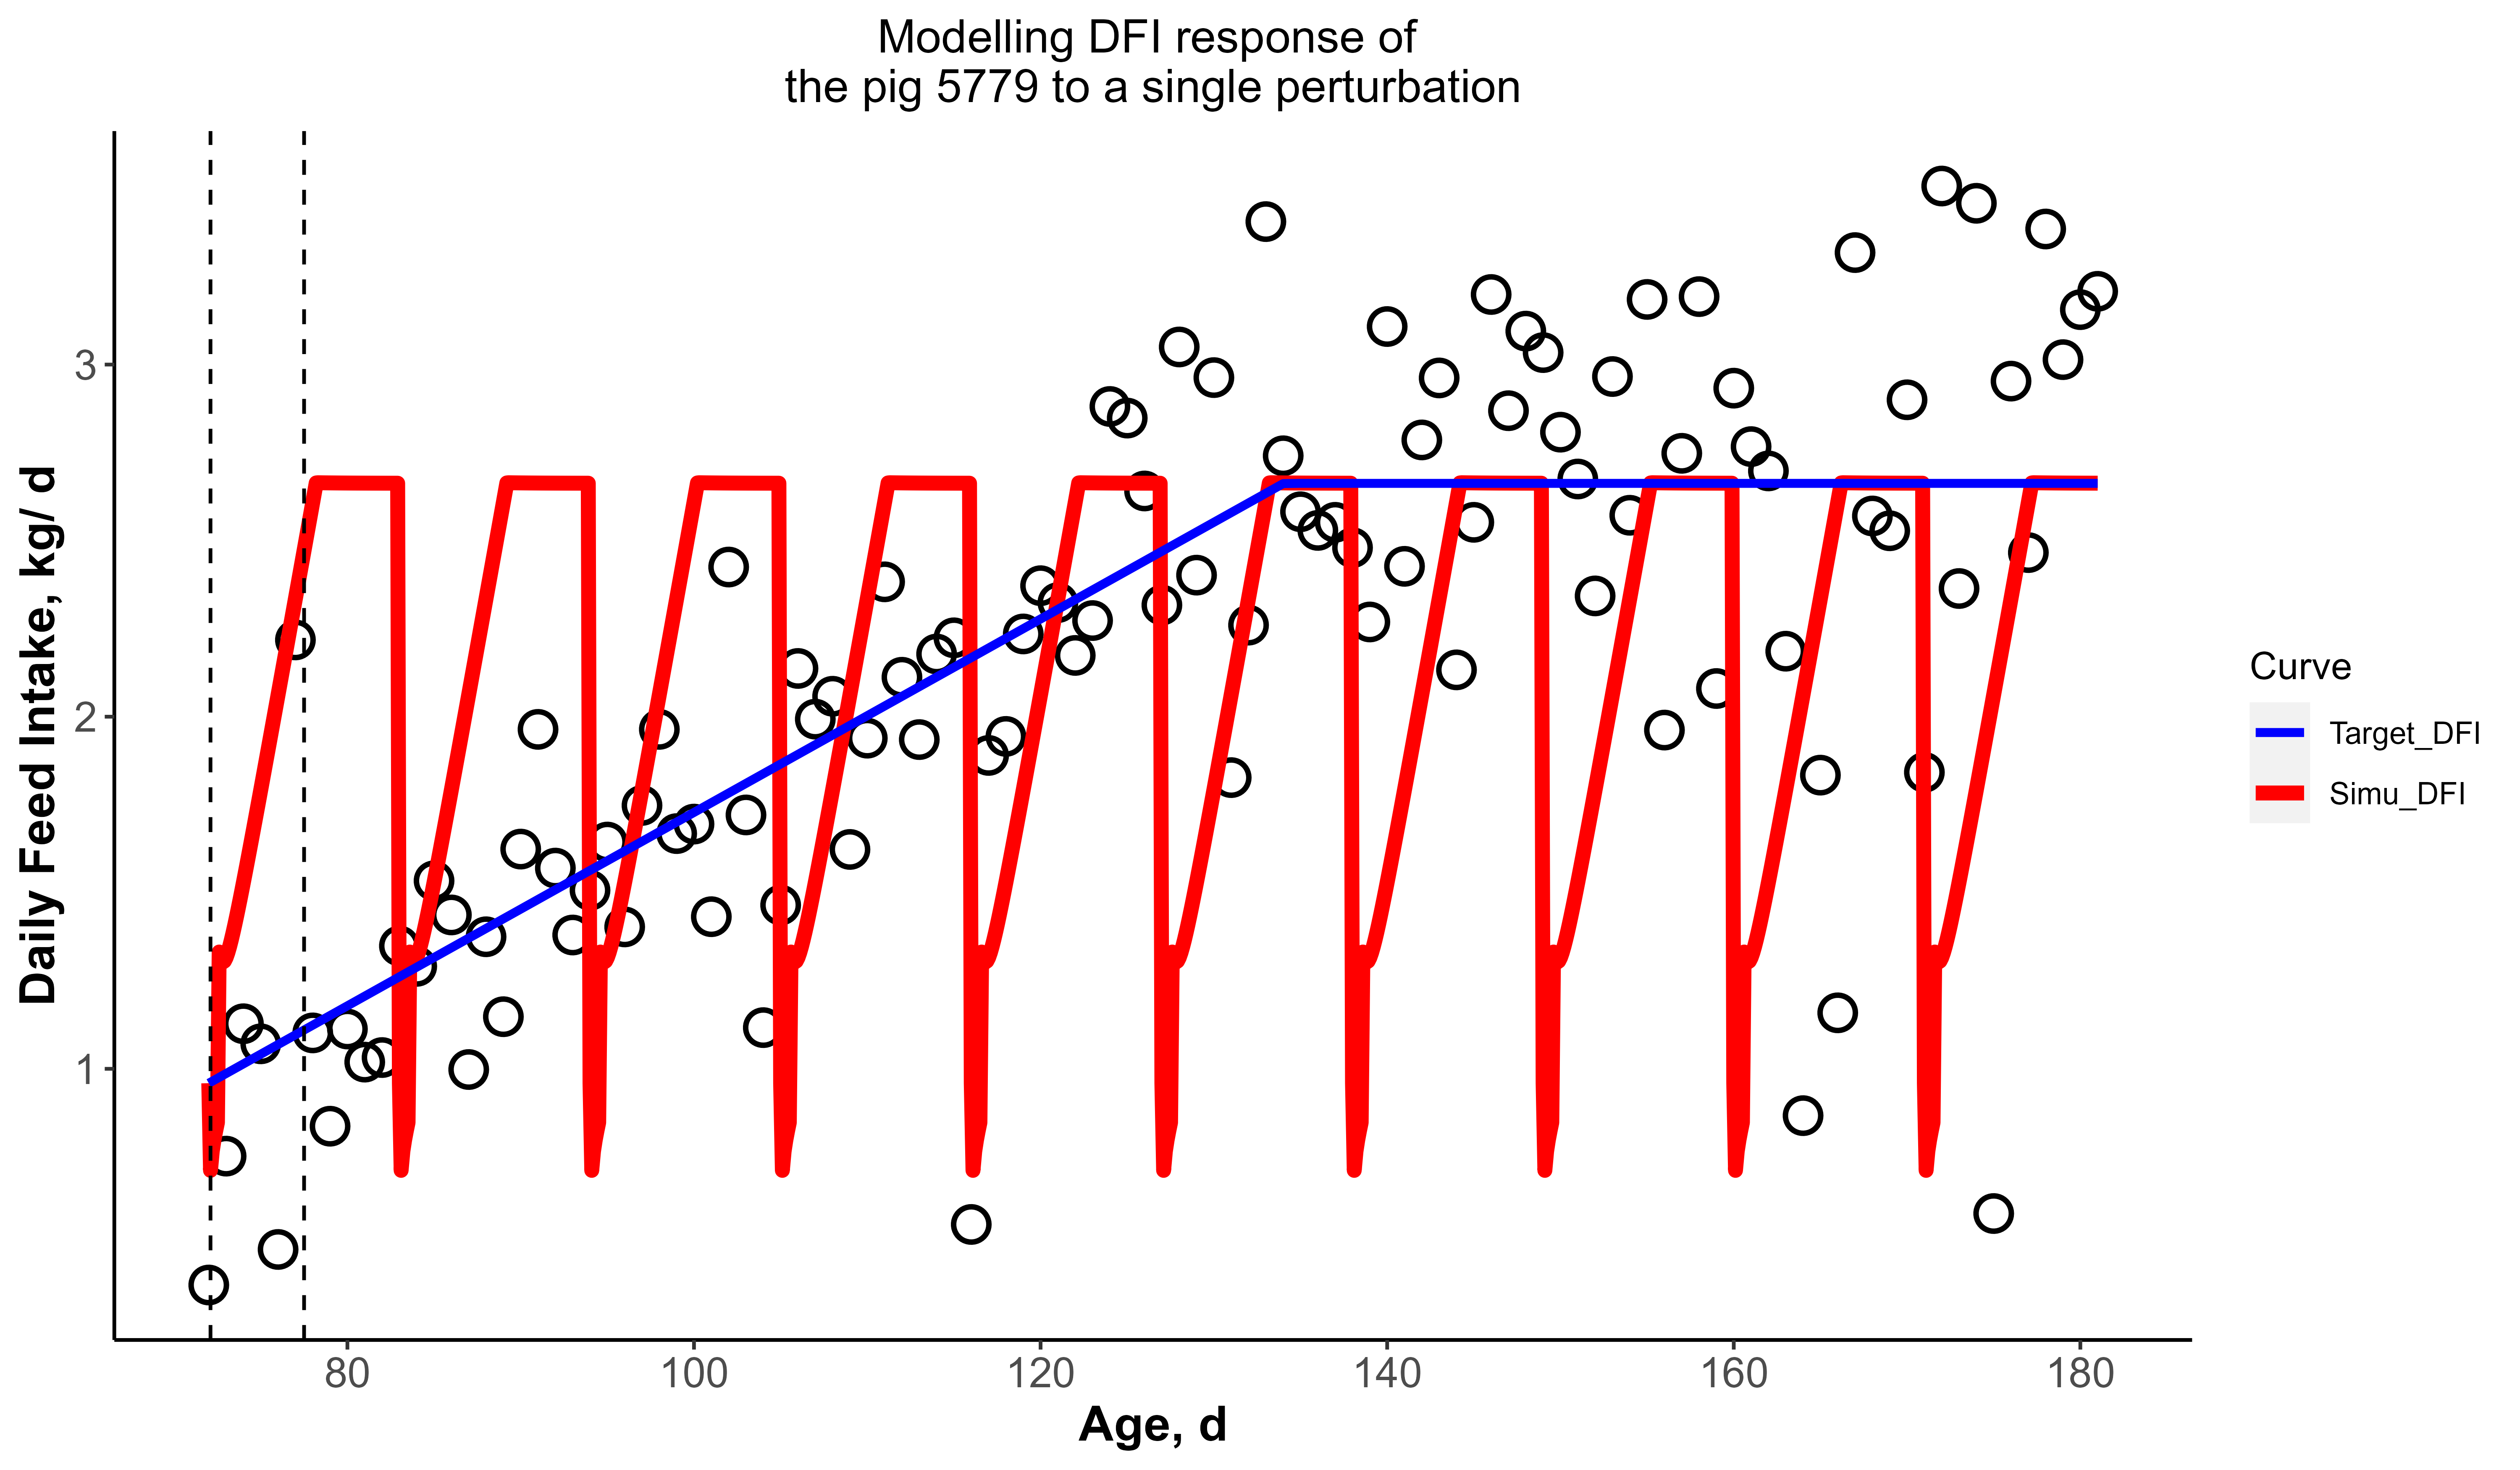 Modelling DFI response of
the pig 5779 to a single perturbation
Daily Feed Intake, kg/ d
3
2
1
80
100
120
140
160
180
Age, d
Curve
Target_DFI
Simu_DFI